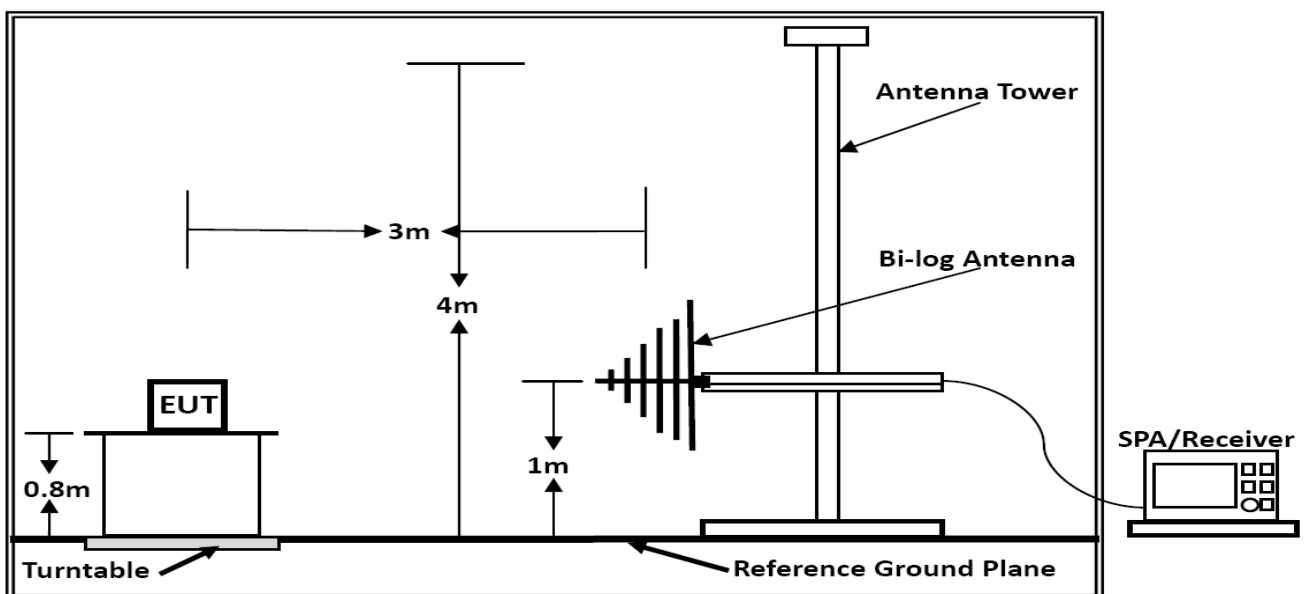 Antenna Tower
3m
Bi-log Antenna
4m
EUT
SPA/Receiver
1m
0.8m
Turntable
Reference Ground Plane